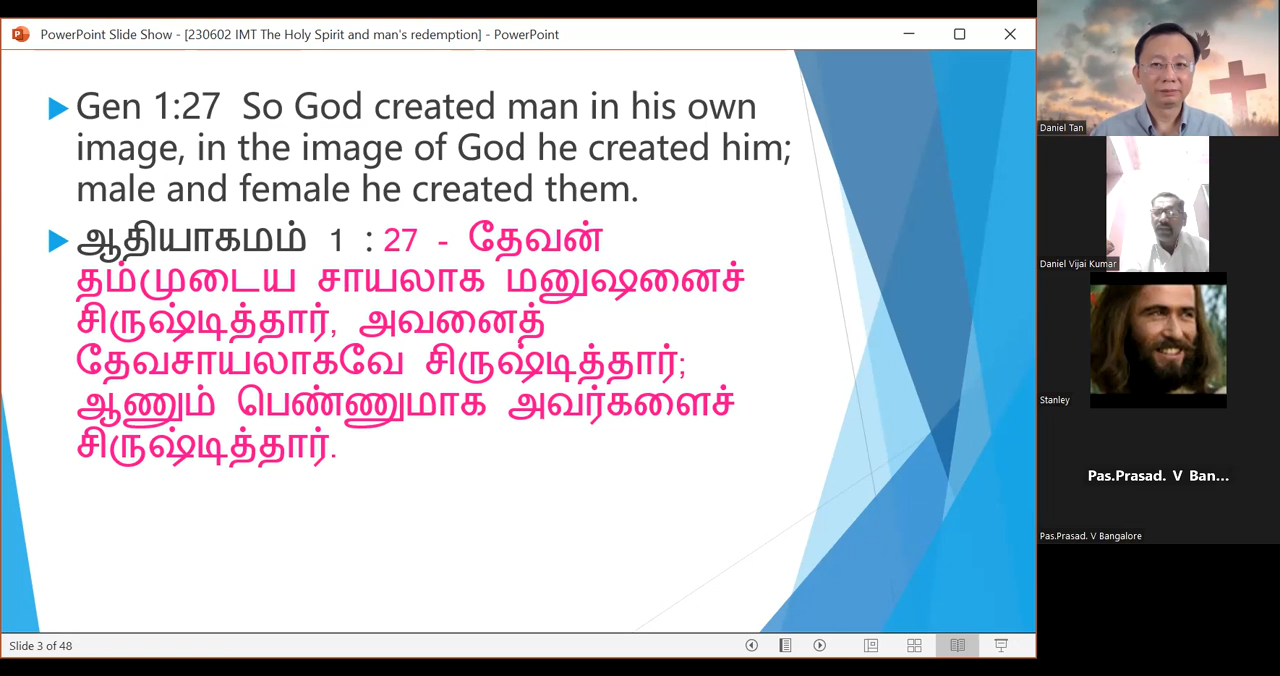 PowerPoint Slide Show - [230602 IMT The Holy Spirit and man's redemption] - PowerPoint
Gen 1:27 So God created man in his own
image, in the image of God he created him;
male and female he created them.
ஆதியாகமம் 1 : 27 - தேவன்
தம்முடைய சாயலாக மனுஷனைச்
சிருஷ்டித்தார், அவனைத்
தேவசாயலாகவே சிருஷ்டித்தார்;
ஆணும் பெண்ணுமாக அவர்களைச்
சிருஷ்டித்தார்.
Slide 3 of 48
Daniel Tan
Daniel Vijai Kumar
Stanley
Pas.Prasad. V Ban...
Pas.Prasad. V Bangalore